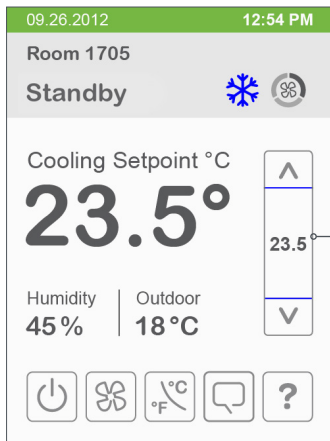 09.26.2012 12:54 PM
Room 1705
Standby
Cooling Setpoint °C
23.5°
23.5
Humidity Outdoor
45% 18°C
°C
°F
?